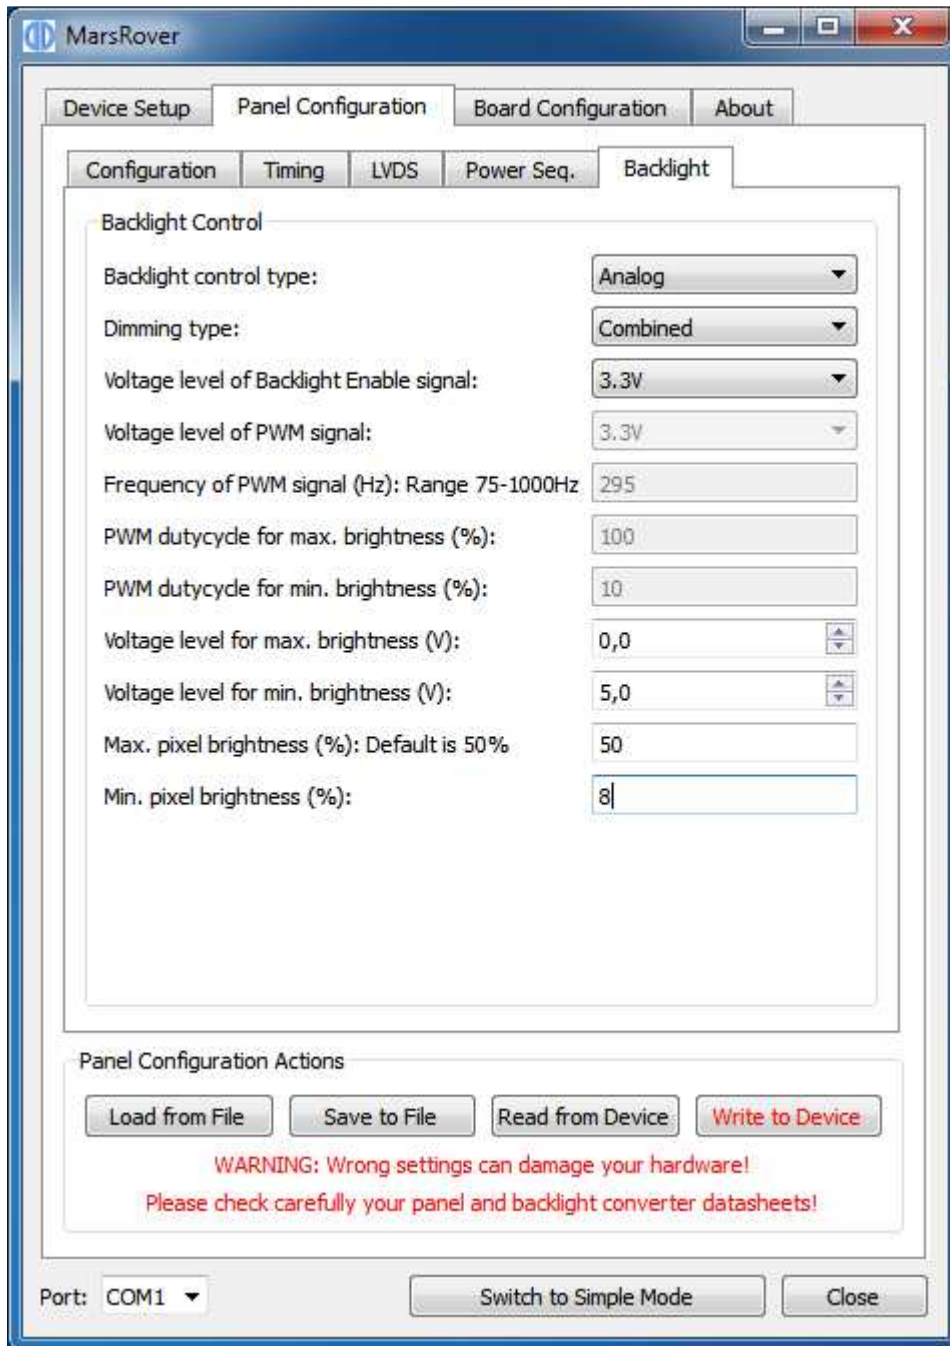 MarsRover
Device Setup Panel Configuration Board Configuration About
Configuration Timing LVDS Power Seq. Backlight
Backlight Control
Backlight control type: Analog
Dimming type: Combined
Voltage level of Backlight Enable signal: 3.3V
Voltage level of PWM signal: 3.3V
Frequency of PWM signal (Hz): Range 75-1000Hz 295
PWM dutycycle for max. brightness (%): 100
PWM dutycycle for min. brightness (%): 10
Voltage level for max. brightness (V): 0,0
Voltage level for min. brightness (V): 5,0
Max. pixel brightness (%): Default is 50% 50
Min. pixel brightness (%): 8
Panel Configuration Actions
Load from File Save to File Read from Device Write to Device
WARNING: Wrong settings can damage your hardware!
Please check carefully your panel and backlight converter datasheets!
Port: COM1 Switch to Simple Mode Close